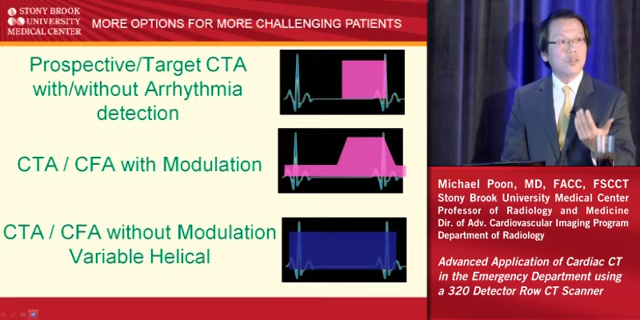 STONY BROOK
UNIVERSITY
MEDICAL CENTER
MORE OPTIONS FOR MORE CHALLENGING PATIENTS
Prospective/Target CTA
with/without Arrhythmia
detection
CTA / CFA with Modulation
CTA / CFA without Modulation
Variable Helical
Michael Poon, MD, FACC, FSCCT
Stony Brook University Medical Center
Professor of Radiology and Medicine
Dir. of Adv. Cardiovascular Imaging Program
Department of Radiology
Advanced Application of Cardiac CT
in the Emergency Department using
a 320 Detector Row CT Scanner